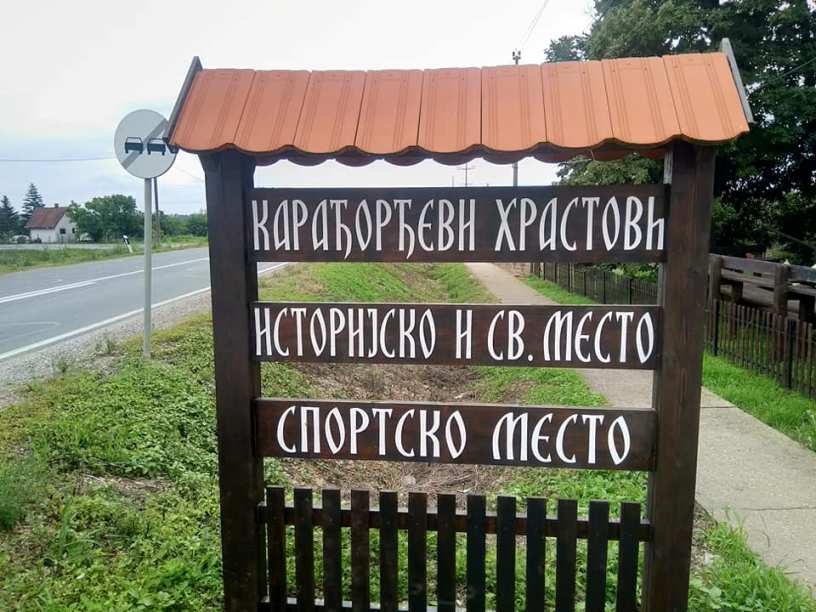 КАРАЂОРЂЕВИ ХРАСТОВИ
ИСТОРИЈСКО И СВ. МЕСТО
СПОРТСКО МЕСТО